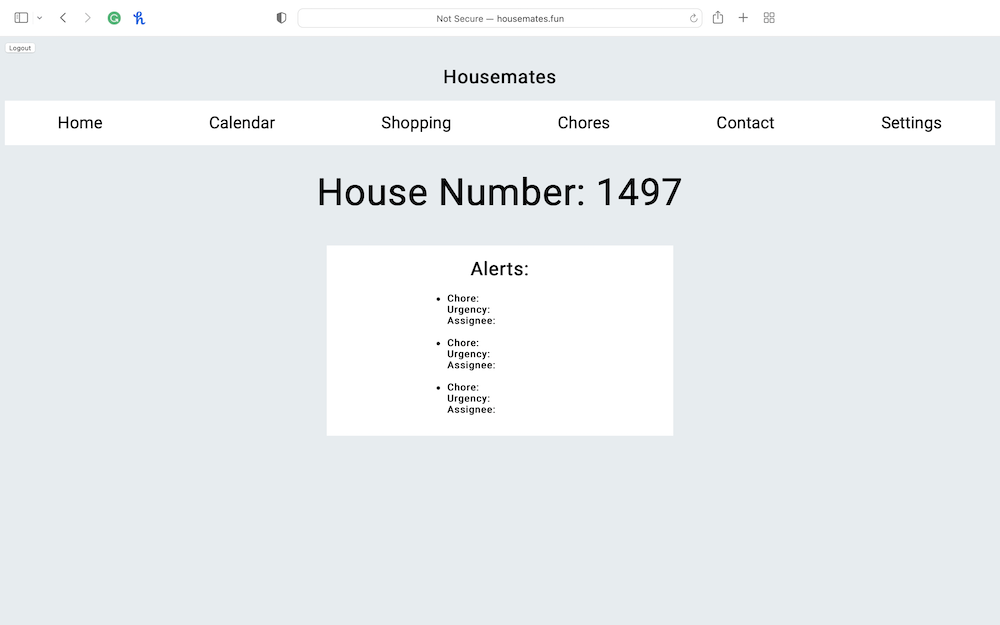 Not Secure — housemates.fun
Logout
Housemates
Home Calendar Shopping Chores Contact Settings
House Number: 1497
Alerts:
• Chore:
Urgency:
Assignee:
• Chore:
Urgency:
Assignee:
• Chore:
Urgency:
Assignee: